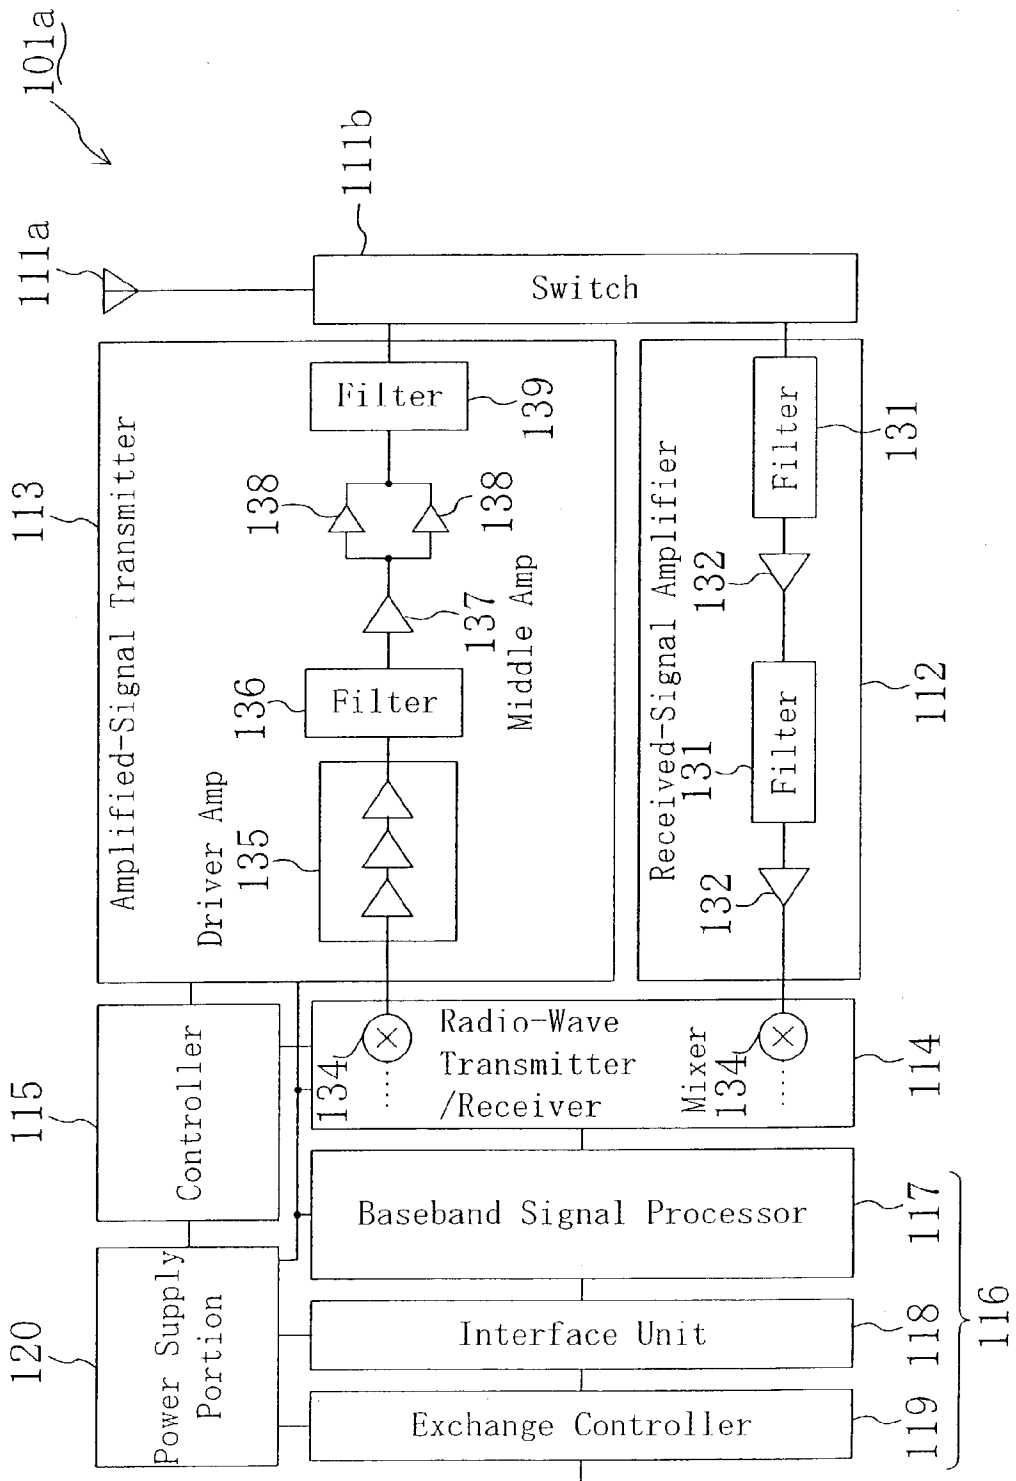 101a
111a
111b
Switch
113
Amplified-Signal Transmitter
Filter
139
138
138
137
Middle Amp
136
Filter
Driver Amp
135
Received-Signal Amplifier
Filter
131
132
Filter
131
132
112
115
Controller
134
Radio-Wave
Transmitter
/Receiver
Mixer
134
114
120
Power Supply
Portion
Baseband Signal Processor
117
Interface Unit
118
Exchange Controller
119
116